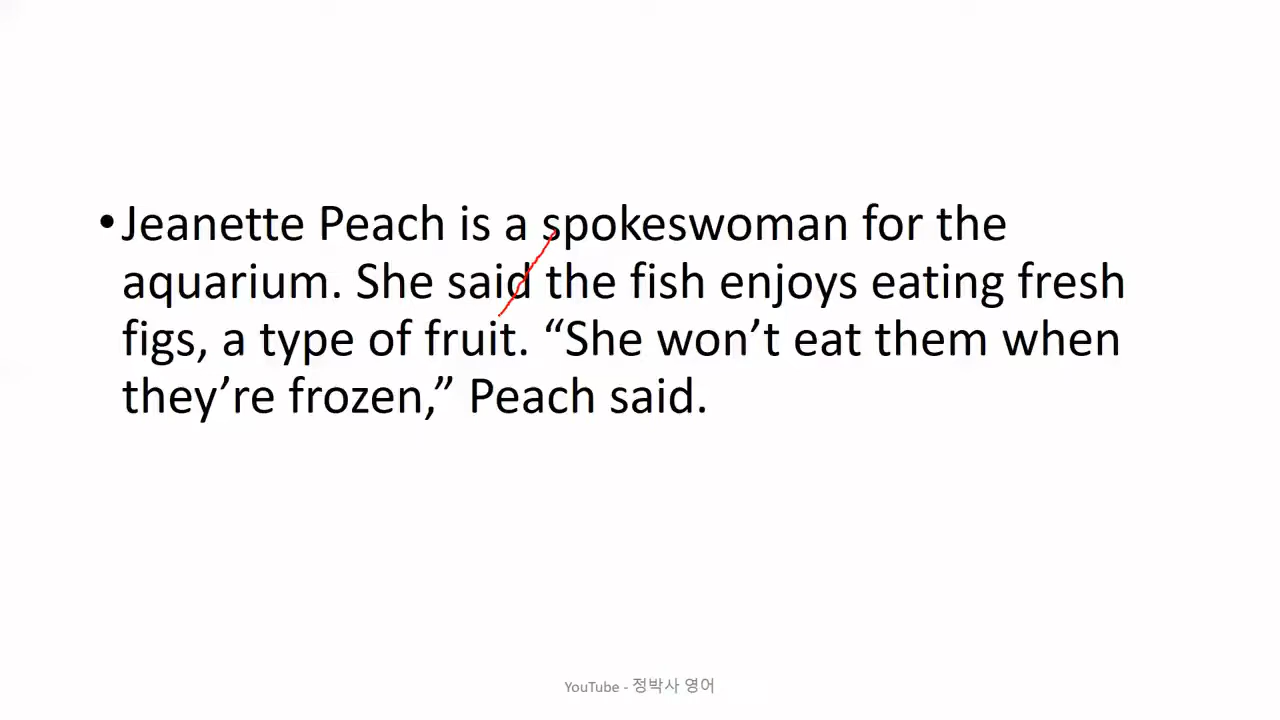 •Jeanette Peach is a spokeswoman for the
aquarium. She said the fish enjoys eating fresh
figs, a type of fruit. “She won’t eat them when
they’re frozen,” Peach said.
YouTube - 정박사 영어